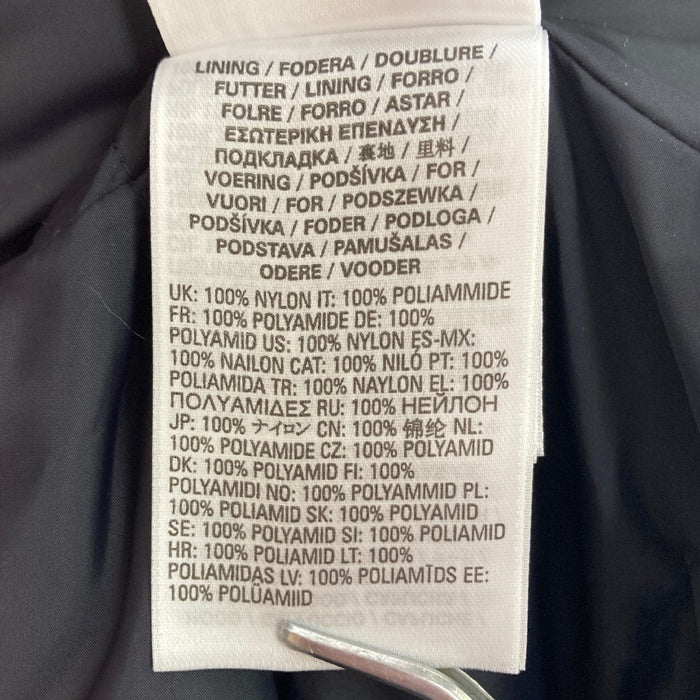 LINING / FODERA / DOUBLURE /
FUTTER / LINING / FORRO /
FOLRE / FORRO / ASTAR /
ΕΣΩΤΕΡΙΚΗ ΕΠΕΝΔΥΣΗ /
ПОДКЛАДКА / 裏地 / 里料 /
VOERING / PODŠÍVKA / FOR /
VUORI / FOR / PODSZEWKA /
PODŠÍVKA / FODER / PODLOGA /
PODSTAVA / PAMUŠALAS /
ODERE / VOODER
UK: 100% NYLON IT: 100% POLIAMMIDE
FR: 100% POLYAMIDE DE: 100%
POLYAMID US: 100% NYLON ES-MX:
100% NAILON CAT: 100% NILÓ PT: 100%
POLIAMIDA TR: 100% NAYLON EL: 100%
ΠΟΛΥΑΜΙΔΕΣ RU: 100% НЕЙЛОН
JP: 100% ナイロン CN: 100% 锦纶 NL:
100% POLYAMIDE CZ: 100% POLYAMID
DK: 100% POLYAMID FI: 100%
POLYAMIDI NO: 100% POLYAMMID PL:
100% POLIAMID SK: 100% POLYAMID
SE: 100% POLYAMID SI: 100% POLIAMID
HR: 100% POLIAMID LT: 100%
POLIAMIDAS LV: 100% POLIAMĪDS EE:
100% POLÜAMIID